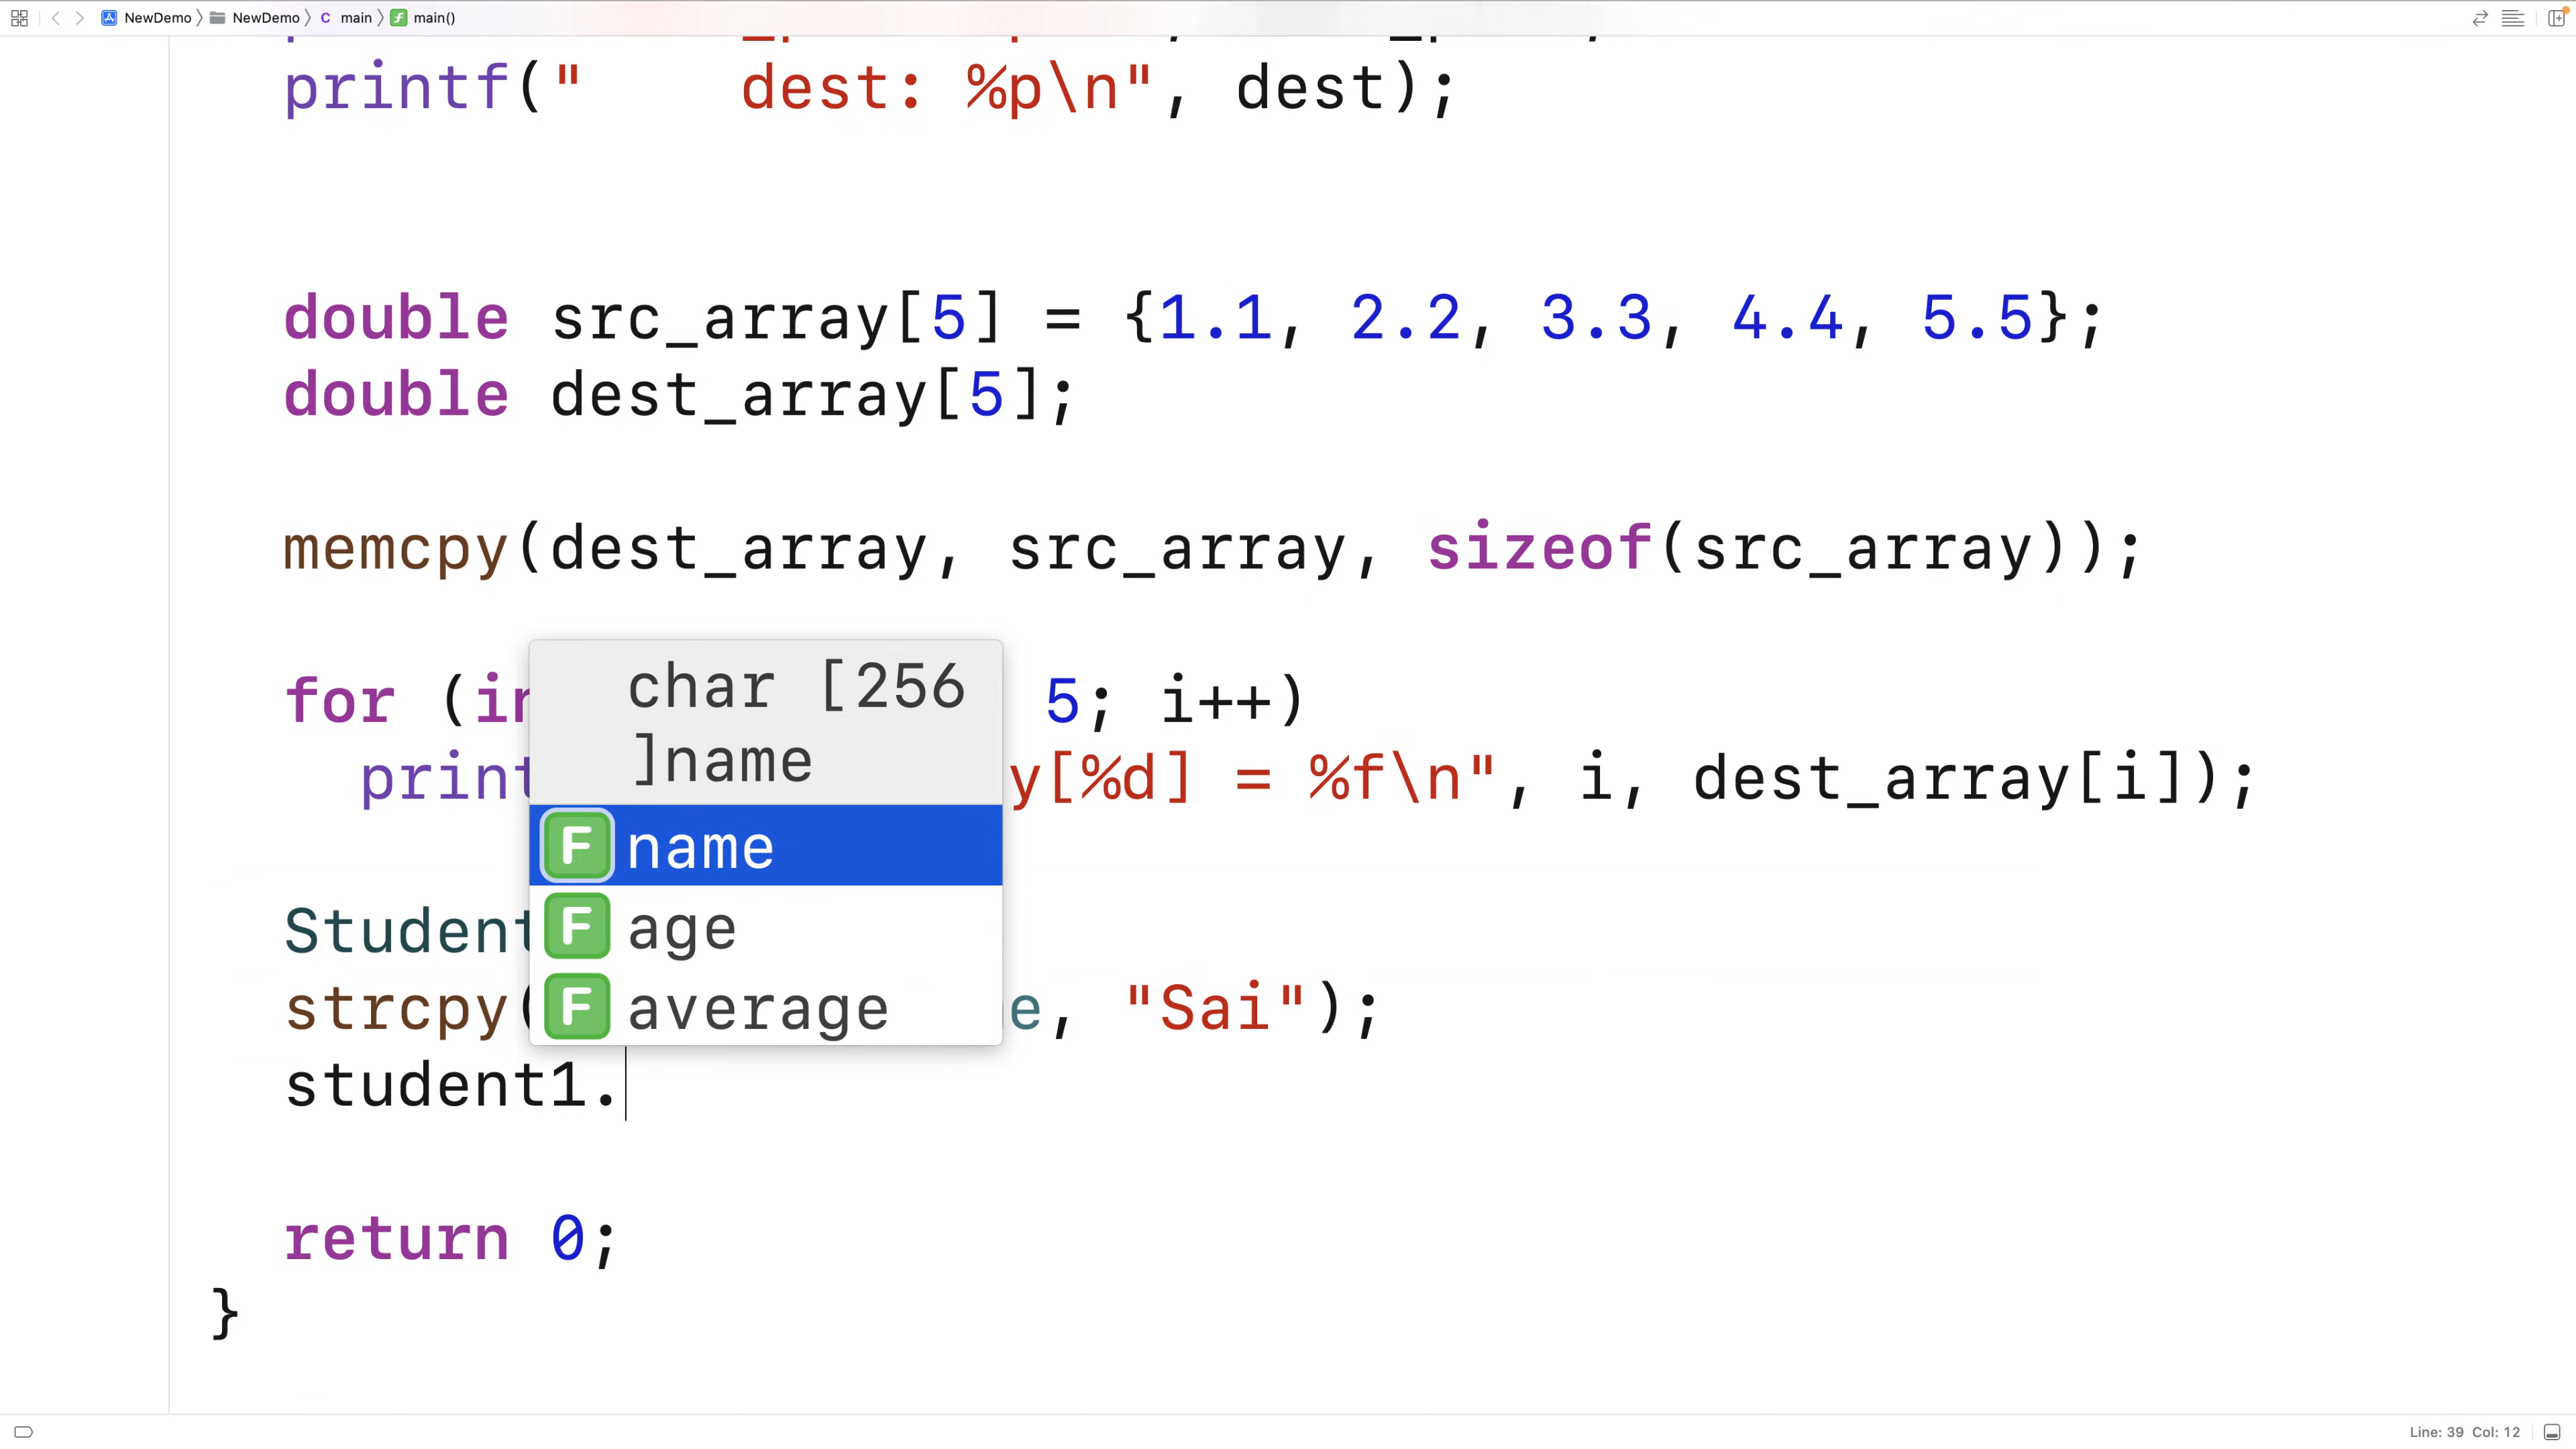 NewDemo NewDemo C main f main()
printf("    dest: %p\n", dest);
double src_array[5] = {1.1, 2.2, 3.3, 4.4, 5.5};
double dest_array[5];
memcpy(dest_array, src_array, sizeof(src_array));
char [256
for (in 5; i++)
]name
print y[%d] = %f\n", i, dest_array[i]);
F name
Student
F age
strcpy( e, "Sai");
F average
student1.
return 0;
}
Line: 39 Col: 12